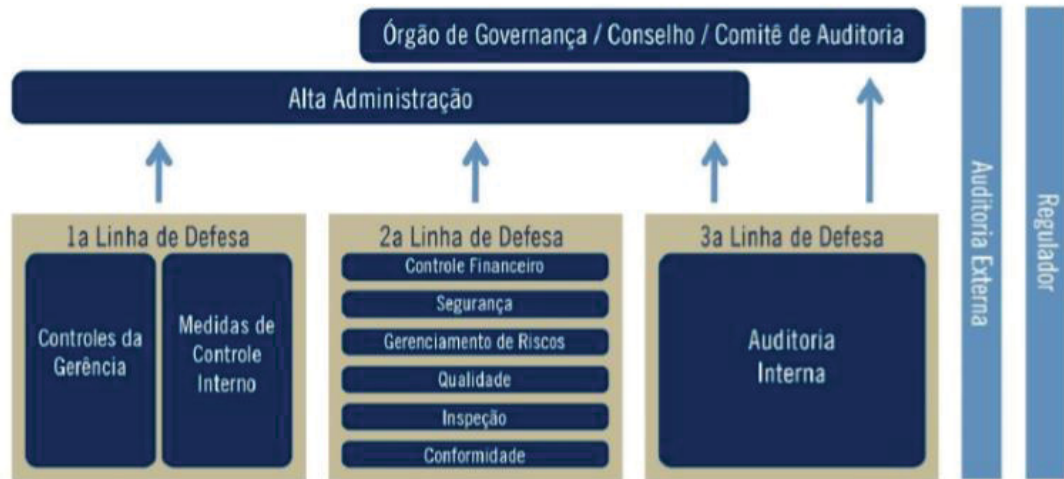 Órgão de Governança / Conselho / Comitê de Auditoria
Alta Administração
1a Linha de Defesa
Controles da
Gerência
Medidas de
Controle
Interno
2a Linha de Defesa
Controle Financeiro
Segurança
Gerenciamento de Riscos
Qualidade
Inspeção
Conformidade
3a Linha de Defesa
Auditoria
Interna
Auditoria Externa
Regulador